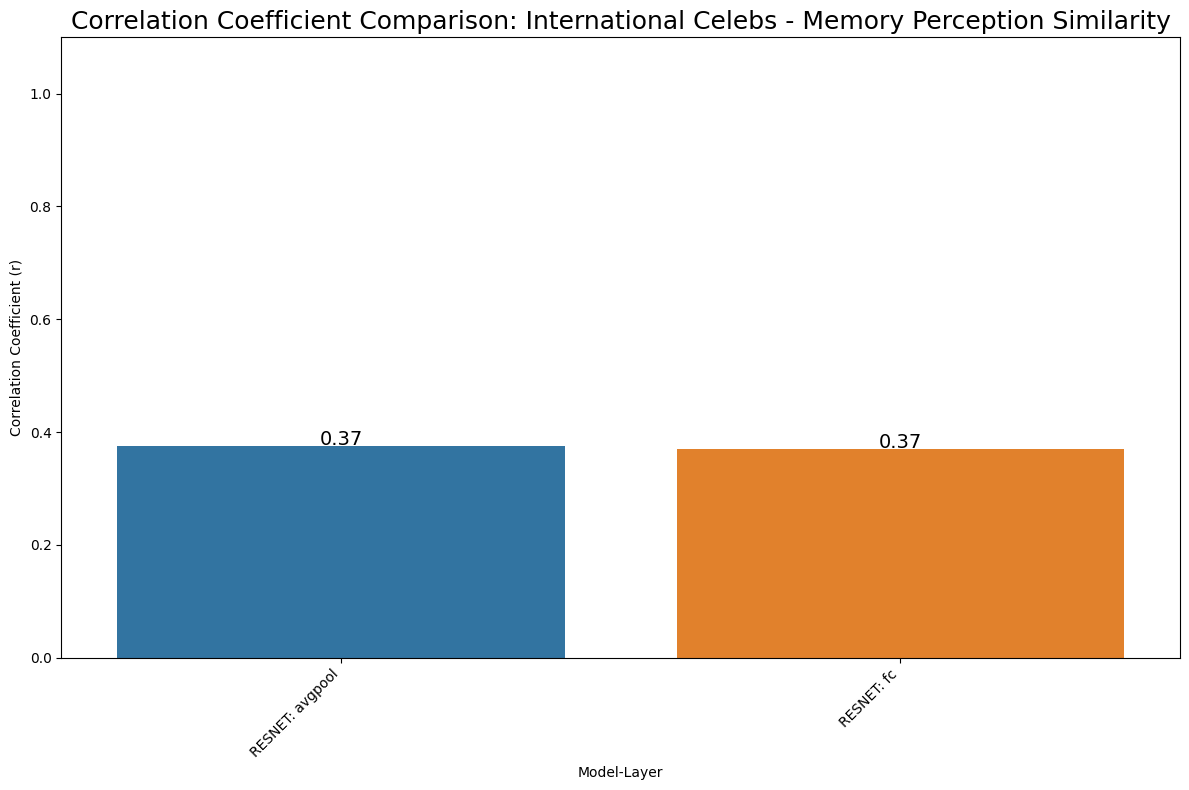 Correlation Coefficient Comparison: International Celebs - Memory Perception Similarity
Correlation Coefficient (r)
1.0
0.8
0.6
0.4
0.2
0.0
0.37
0.37
RESNET: avgpool
RESNET: fc
Model-Layer